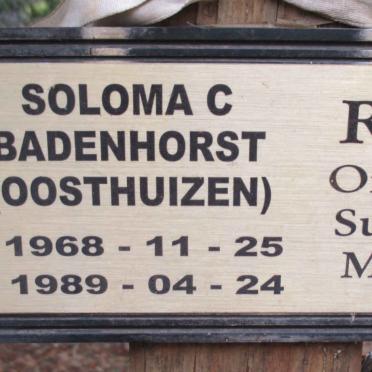 SOLOMA C
BADENHORST
(OOSTHUIZEN)
1968 - 11 - 25
1989 - 04 - 24